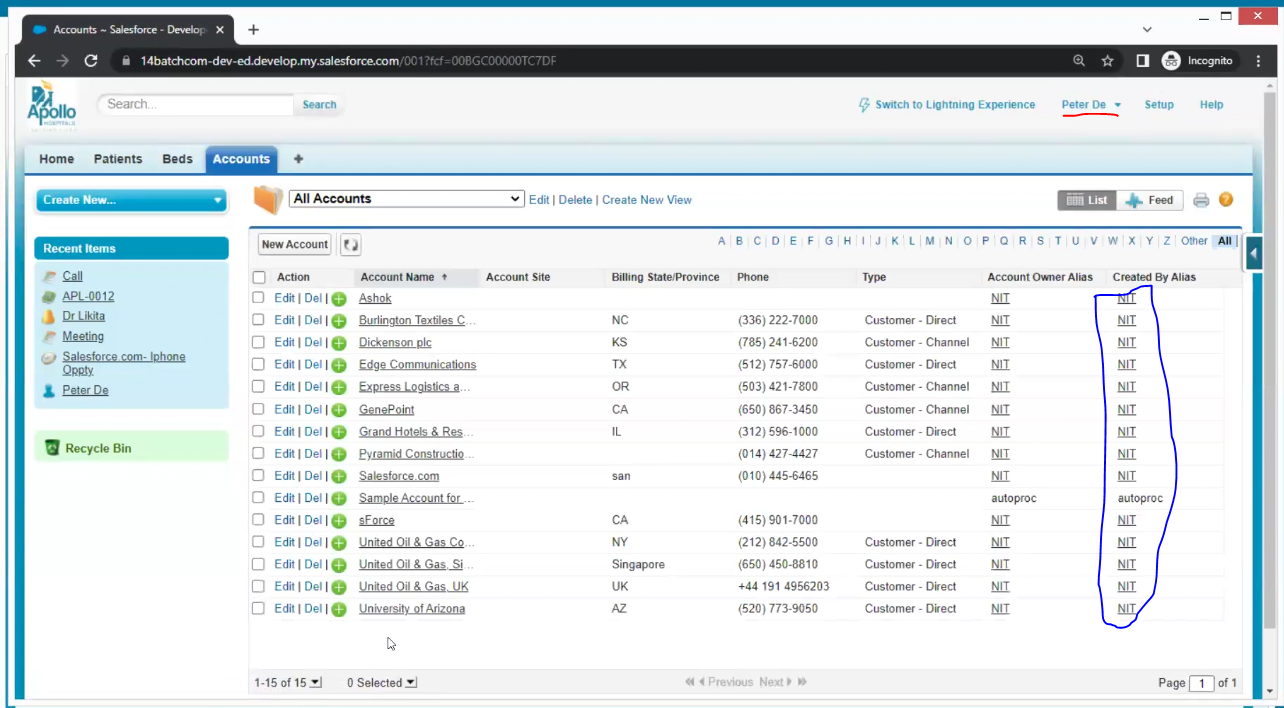 Accounts ~ Salesforce - Develop
14batchcom-dev-ed.develop.my.salesforce.com/001?fcf=00BGC00000TC7DF
Incognito
Apollo
HOSPITALS
Search...
Search
Switch to Lightning Experience
Peter De
Setup
Help
Home Patients Beds Accounts +
Create New...
All Accounts
Edit | Delete | Create New View
List
Feed
?
Recent Items
Call
APL-0012
Dr Likita
Meeting
Salesforce.com- Iphone
Oppty
Peter De
Recycle Bin
New Account
A | B | C | D | E | F | G | H | I | J | K | L | M | N | O | P | Q | R | S | T | U | V | W | X | Y | Z | Other | All |
Action Account Name Account Site Billing State/Province Phone Type Account Owner Alias Created By Alias
Edit | Del | Ashok NIT NIT
Edit | Del | Burlington Textiles C... NC (336) 222-7000 Customer - Direct NIT NIT
Edit | Del | Dickenson plc KS (785) 241-6200 Customer - Channel NIT NIT
Edit | Del | Edge Communications TX (512) 757-6000 Customer - Direct NIT NIT
Edit | Del | Express Logistics a... OR (503) 421-7800 Customer - Channel NIT NIT
Edit | Del | GenePoint CA (650) 867-3450 Customer - Channel NIT NIT
Edit | Del | Grand Hotels & Res... IL (312) 596-1000 Customer - Direct NIT NIT
Edit | Del | Pyramid Constructio... (014) 427-4427 Customer - Channel NIT NIT
Edit | Del | Salesforce.com san (010) 445-6465 NIT NIT
Edit | Del | Sample Account for ... autoproc autoproc
Edit | Del | sForce CA (415) 901-7000 NIT NIT
Edit | Del | United Oil & Gas Co... NY (212) 842-5500 Customer - Direct NIT NIT
Edit | Del | United Oil & Gas, Si... Singapore (650) 450-8810 Customer - Direct NIT NIT
Edit | Del | United Oil & Gas, UK UK +44 191 4956203 Customer - Direct NIT NIT
Edit | Del | University of Arizona AZ (520) 773-9050 Customer - Direct NIT NIT
1-15 of 15
0 Selected
Previous Next
Page 1 of 1